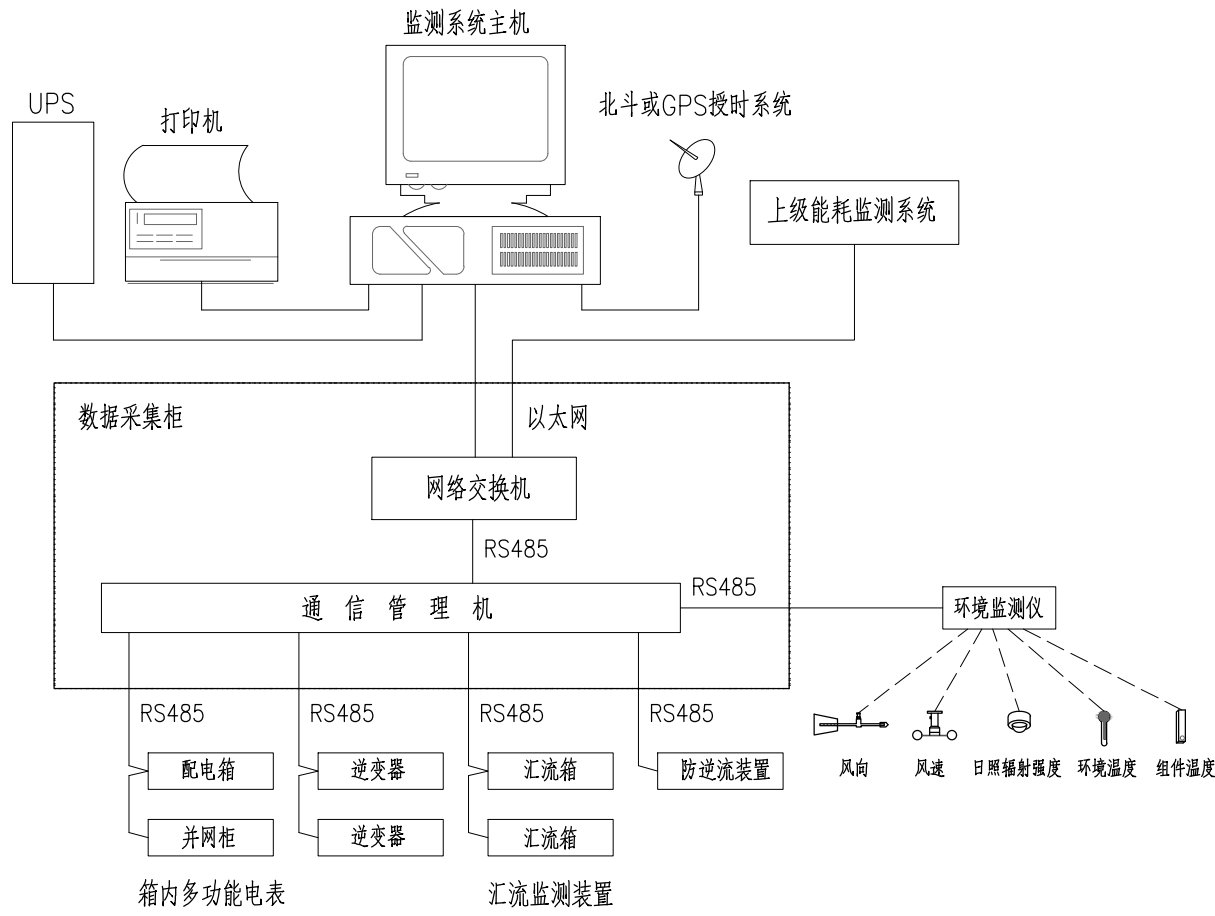 监测系统主机
UPS
打印机
北斗或GPS授时系统
上级能耗监测系统
数据采集柜
以太网
网络交换机
RS485
通信管理机
RS485
环境监测仪
RS485
RS485
RS485
RS485
配电箱
逆变器
汇流箱
防逆流装置
风向
风速
日照辐射强度
环境温度
组件温度
并网柜
逆变器
汇流箱
箱内多功能电表
汇流监测装置